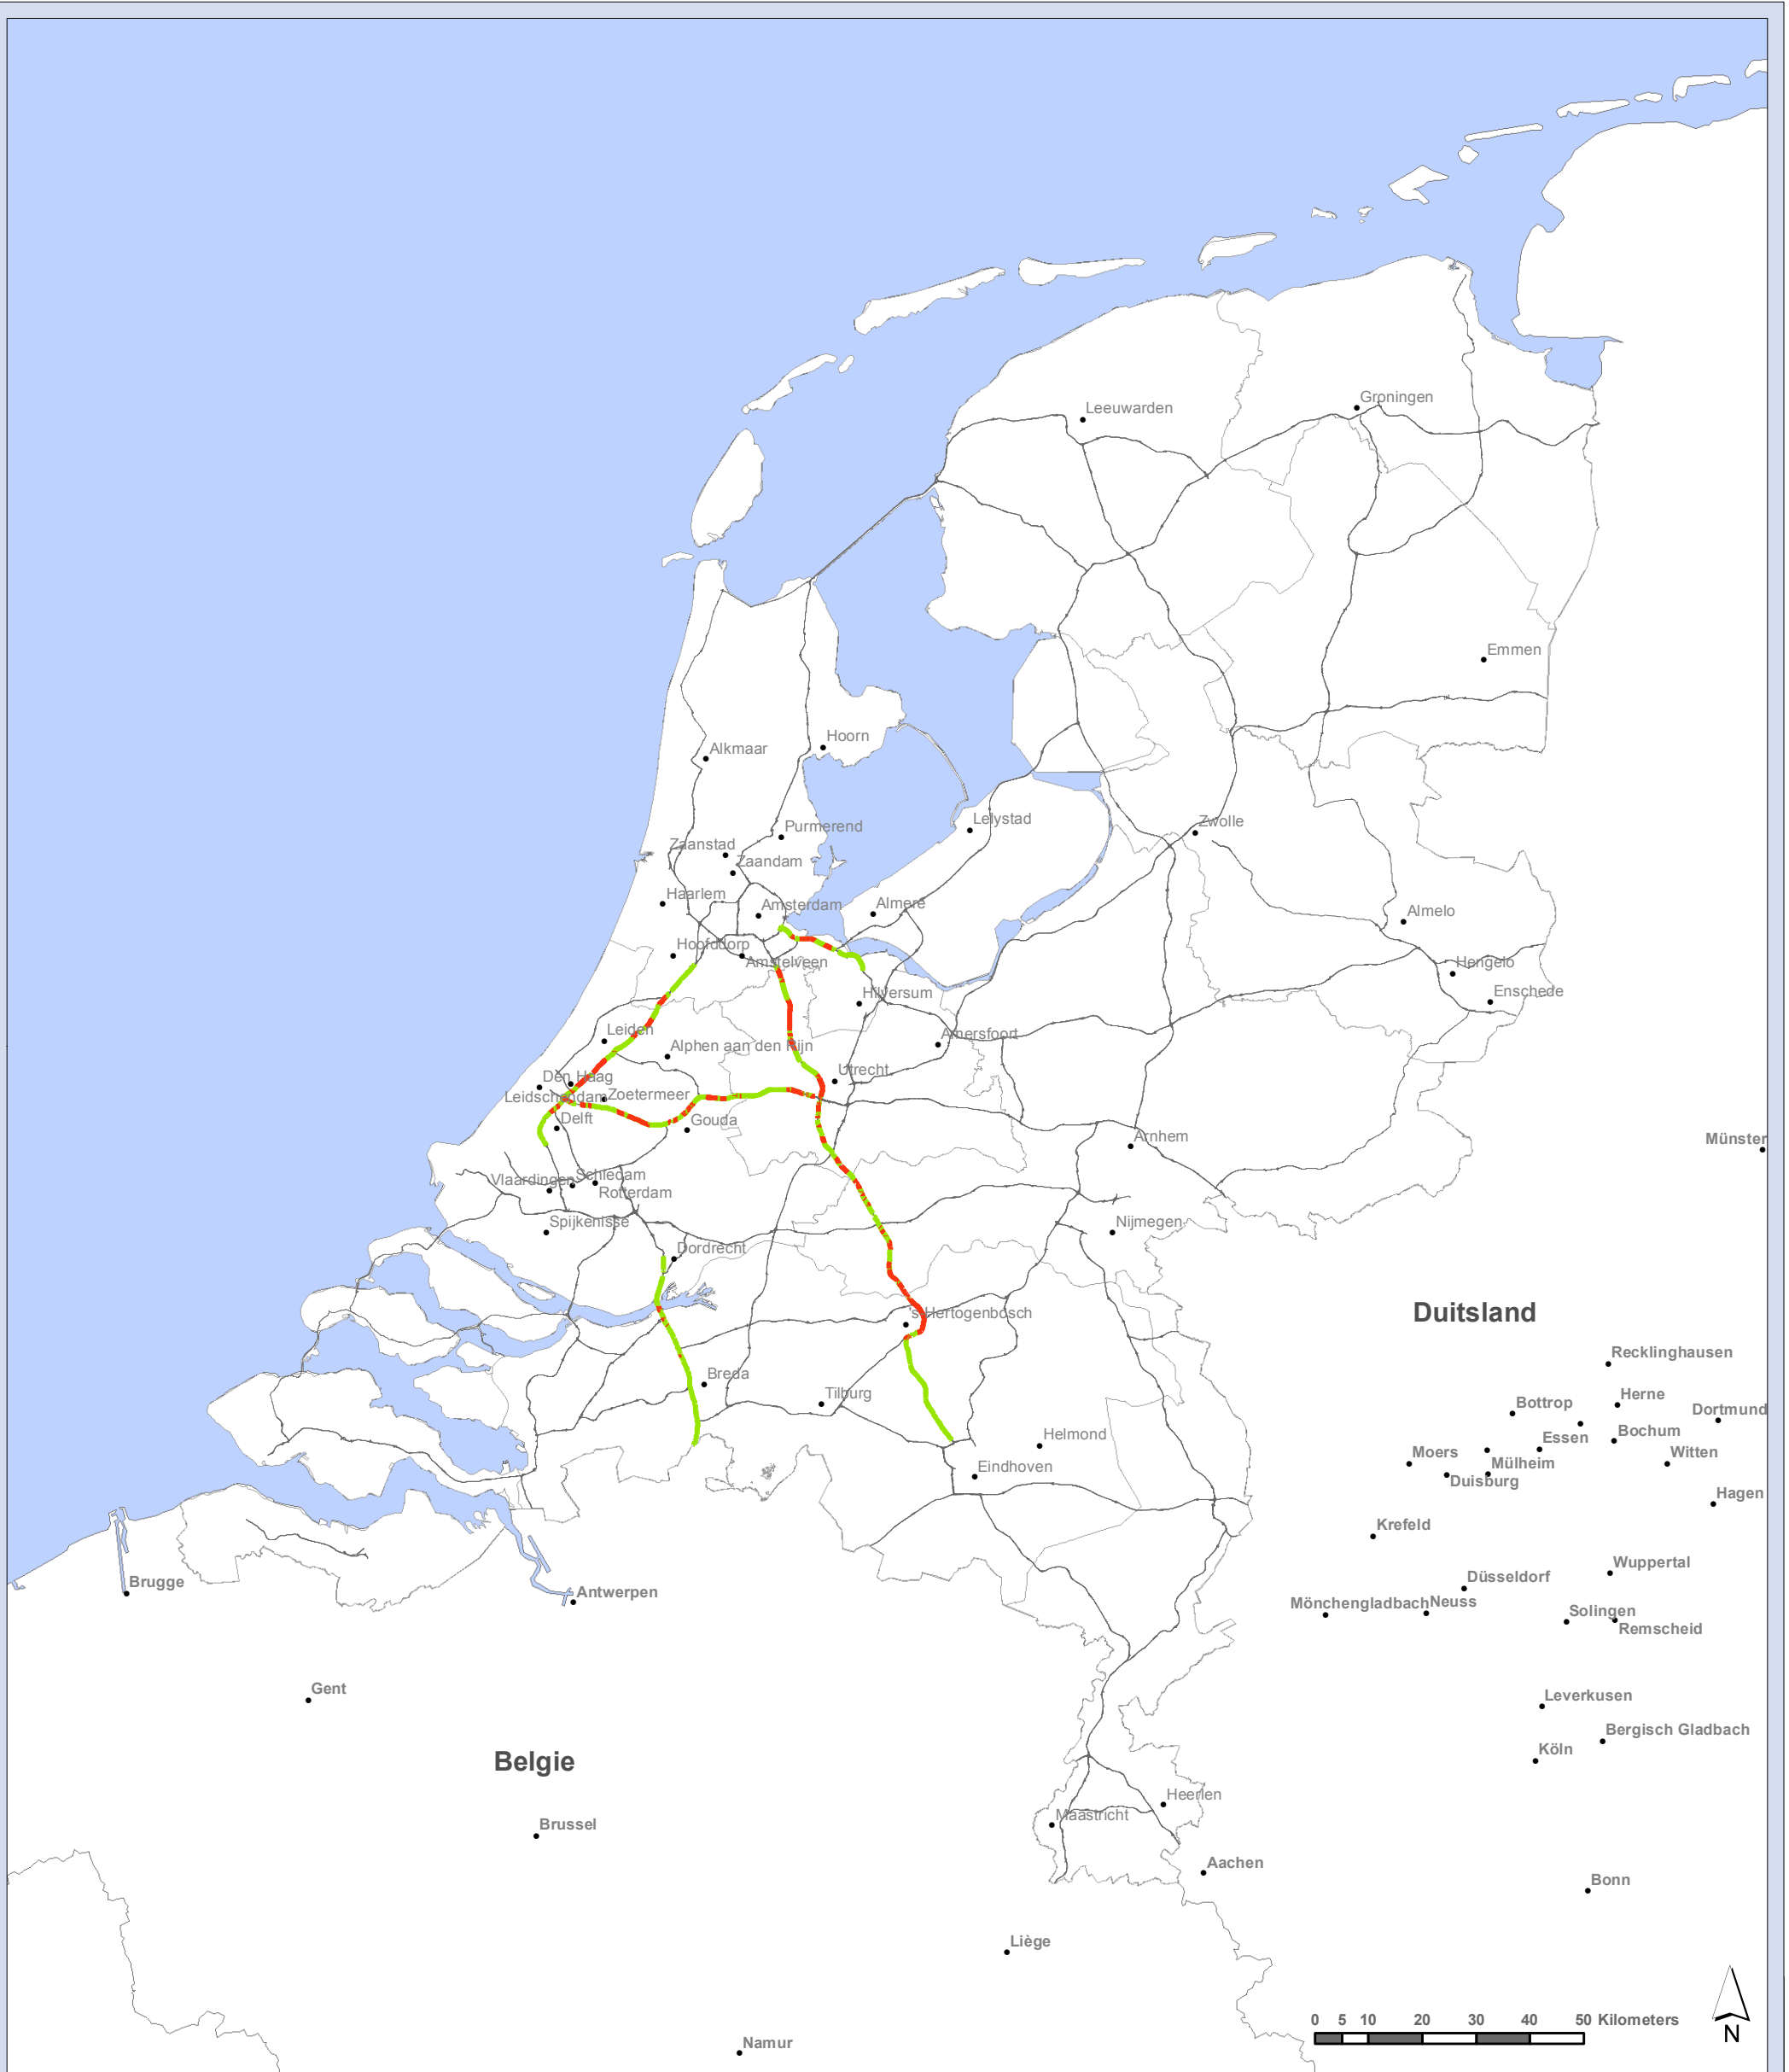 Leeuwarden
Groningen
Emmen
Hoorn
Alkmaar
Purmerend
Lelystad
Zwolle
Zaanstad
Zaandam
Haarlem
Amsterdam
Almere
Almelo
Hoofddorp
Amstelveen
Hengelo
Enschede
Hilversum
Leiden
Amersfoort
Alphen aan den Rijn
Utrecht
Den Haag
Leidschendam
Zoetermeer
Delft
Gouda
Arnhem
Münster
Vlaardingen
Schiedam
Rotterdam
Spijkenisse
Nijmegen
Dordrecht
's Hertogenbosch
Duitsland
Recklinghausen
Breda
Tilburg
Bottrop
Herne
Dortmund
Helmond
Essen
Bochum
Moers
Mülheim
Witten
Eindhoven
Duisburg
Hagen
Krefeld
Wuppertal
Brugge
Antwerpen
Düsseldorf
Mönchengladbach
Neuss
Solingen
Remscheid
Gent
Leverkusen
Bergisch Gladbach
Belgie
Köln
Heerlen
Maastricht
Brussel
Aachen
Bonn
Liège
0 5 10 20 30 40 50 Kilometers
N
Namur